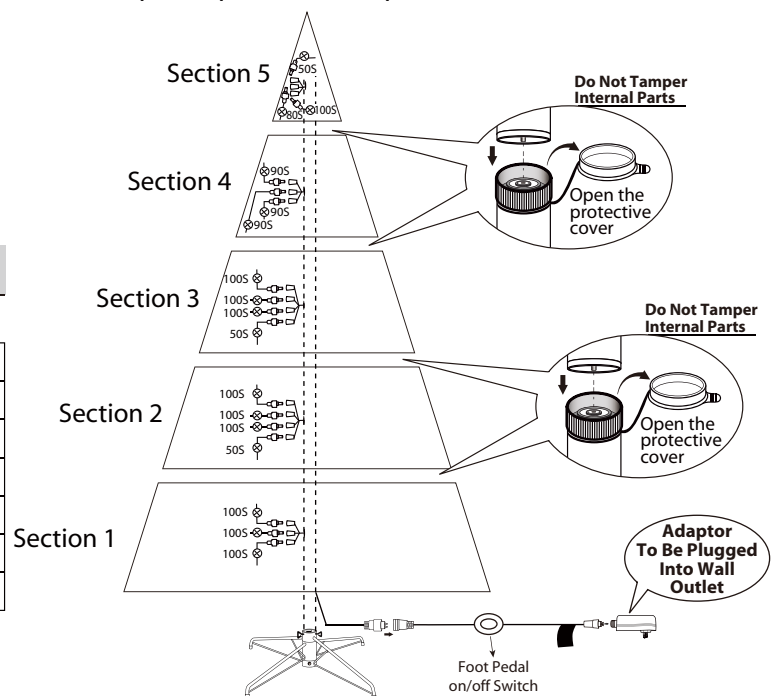 Section 5
50S
80S
100S
Do Not Tamper
Internal Parts
Open the
protective
cover
Section 4
90S
90S
90S
Section 3
100S
100S
100S
50S
Do Not Tamper
Internal Parts
Open the
protective
cover
Section 2
100S
100S
100S
50S
Section 1
100S
100S
100S
Adaptor
To Be Plugged
Into Wall
Outlet
Foot Pedal
on/off Switch